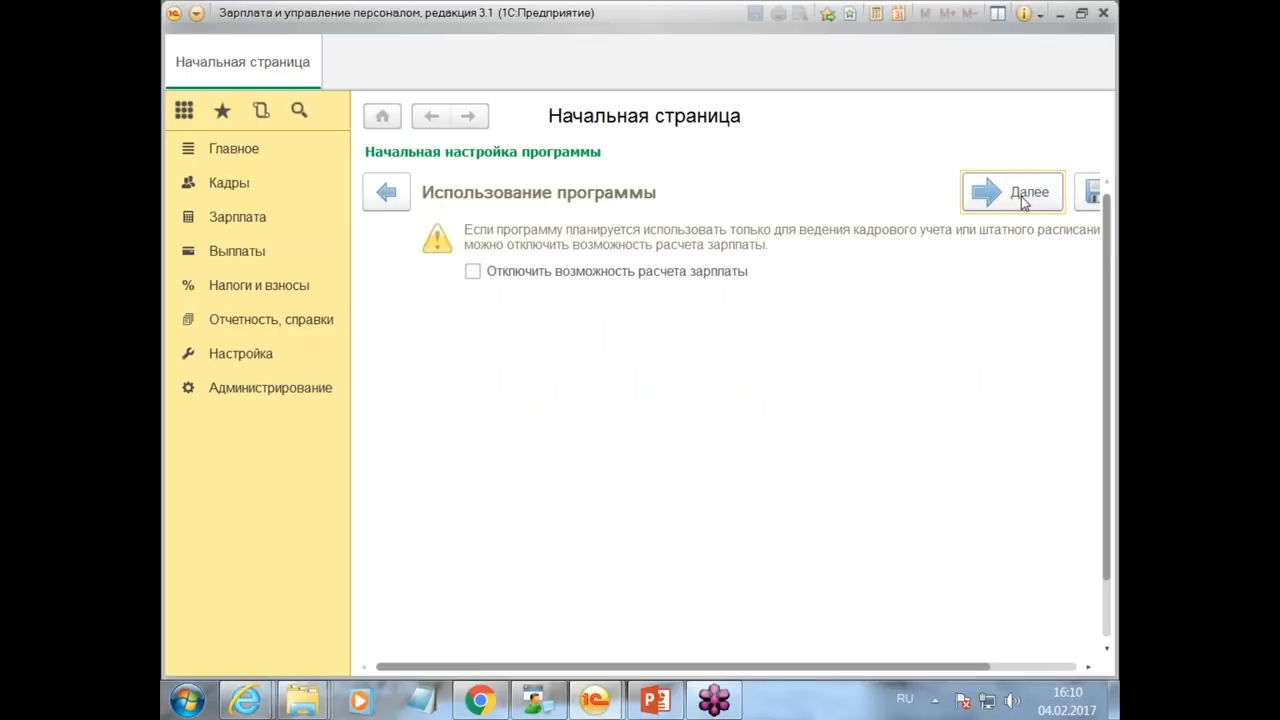 Зарплата и управление персоналом, редакция 3.1 (1С:Предприятие)
M M+ M-
Начальная страница
Начальная страница
Начальная настройка программы
Главное
Кадры
Зарплата
Выплаты
Налоги и взносы
Отчетность, справки
Настройка
Администрирование
Использование программы
Далее
Если программу планируется использовать только для ведения кадрового учета или штатного расписани
можно отключить возможность расчета зарплаты.
Отключить возможность расчета зарплаты
RU
16:10
04.02.2017